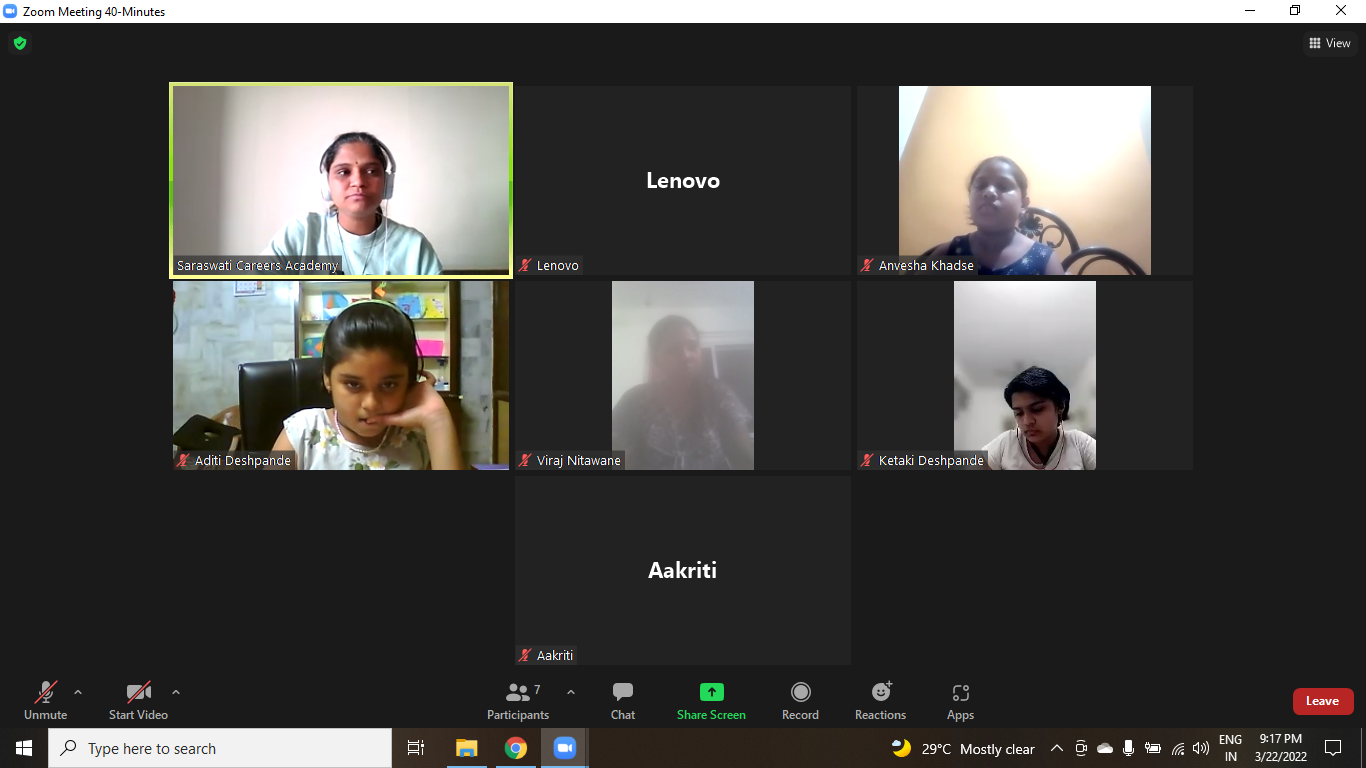 Zoom Meeting 40-Minutes
View
Saraswati Careers Academy
Lenovo
Lenovo
Anvesha Khadse
Aditi Deshpande
Viraj Nitawane
Ketaki Deshpande
Aakriti
Aakriti
Unmute
Start Video
7
Participants
Chat
Share Screen
Record
Reactions
Apps
Leave
Type here to search
29°C Mostly clear
ENG
IN
9:17 PM
3/22/2022